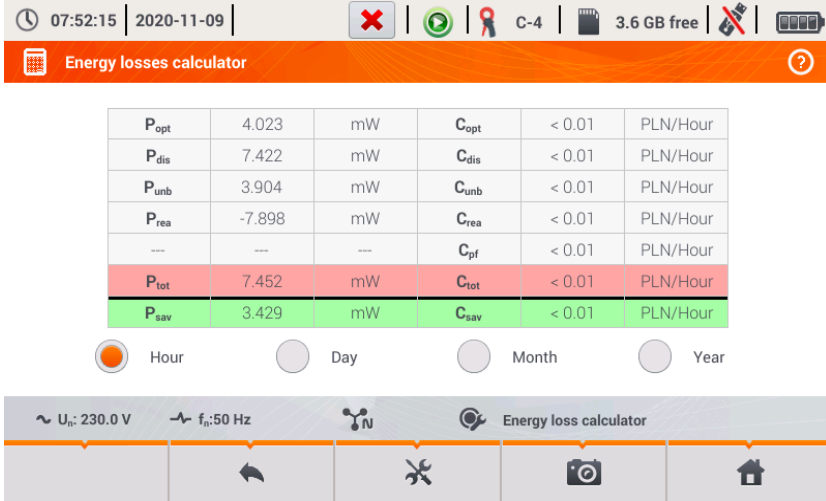 07:52:15 2020-11-09 C-4 3.6 GB free
Energy losses calculator ?
Popt 4.023 mW Copt < 0.01 PLN/Hour
Pdis 7.422 mW Cdis < 0.01 PLN/Hour
Punb 3.904 mW Cunb < 0.01 PLN/Hour
Prea -7.898 mW Crea < 0.01 PLN/Hour
--- --- --- Cpf < 0.01 PLN/Hour
Ptot 7.452 mW Ctot < 0.01 PLN/Hour
Psav 3.429 mW Csav < 0.01 PLN/Hour
Hour Day Month Year
Un: 230.0 V fn:50 Hz N Energy loss calculator